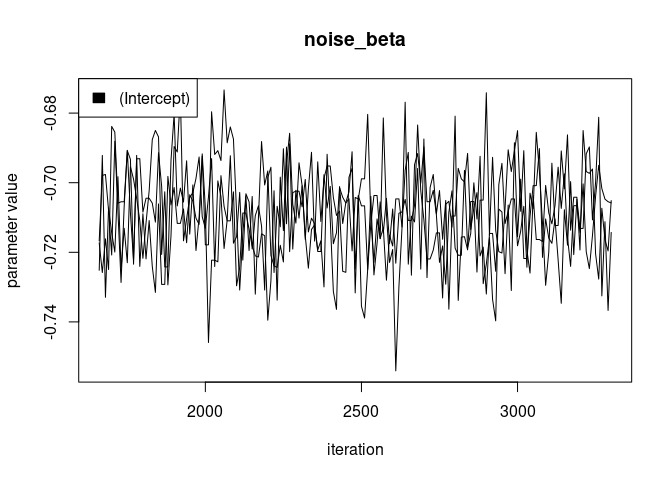 noise_beta
(Intercept)
parameter value
-0.68
-0.70
-0.72
-0.74
2000 2500 3000
iteration